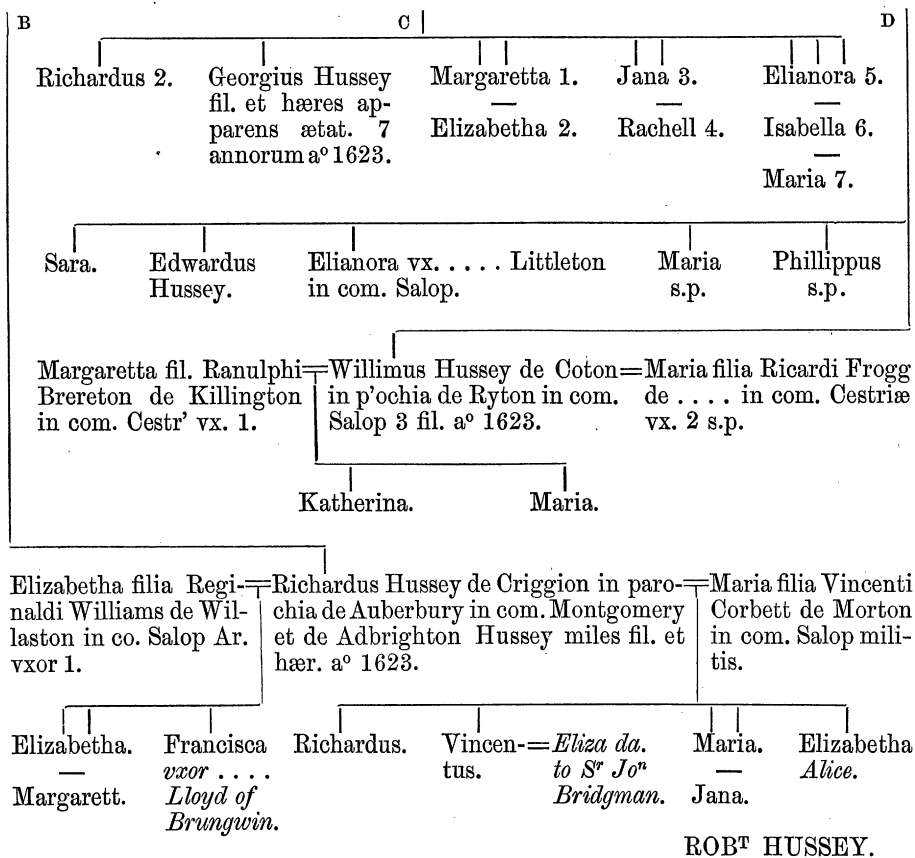 B C D
Richardus 2.
Georgius Hussey
fil. et hæres ap-
parens ætat. 7
annorum aº 1623.
Margaretta 1.
—
Elizabetha 2.
Jana 3.
—
Rachell 4.
Elianora 5.
—
Isabella 6.
—
Maria 7.
Sara.
Edwardus
Hussey.
Elianora vx. . . . . . Littleton
in com. Salop.
Maria
s.p.
Phillippus
s.p.
Margaretta fil. Ranulphi
Brereton de Killington
in com. Cestr' vx. 1.
=Willimus Hussey de Coton=
in p'ochia de Ryton in com.
Salop 3 fil. aº 1623.
Maria filia Ricardi Frogg
de . . . . in com. Cestriæ
vx. 2 s.p.
Katherina.
Maria.
Elizabetha filia Regi-
naldi Williams de Wil-
laston in co. Salop Ar.
vxor 1.
=Richardus Hussey de Criggion in paro-=
chia de Auberbury in com. Montgomery
et de Adbrighton Hussey miles fil. et
hær. aº 1623.
Maria filia Vincenti
Corbett de Morton
in com. Salop mili-
tis.
Elizabetha.
—
Margarett.
Francisca
vxor . . . .
Lloyd of
Brungwin.
Richardus.
Vincen-=
tus.
Eliza da.
to Sʳ Joⁿ
Bridgman.
Maria.
—
Jana.
Elizabetha
Alice.
ROBᵀ HUSSEY.